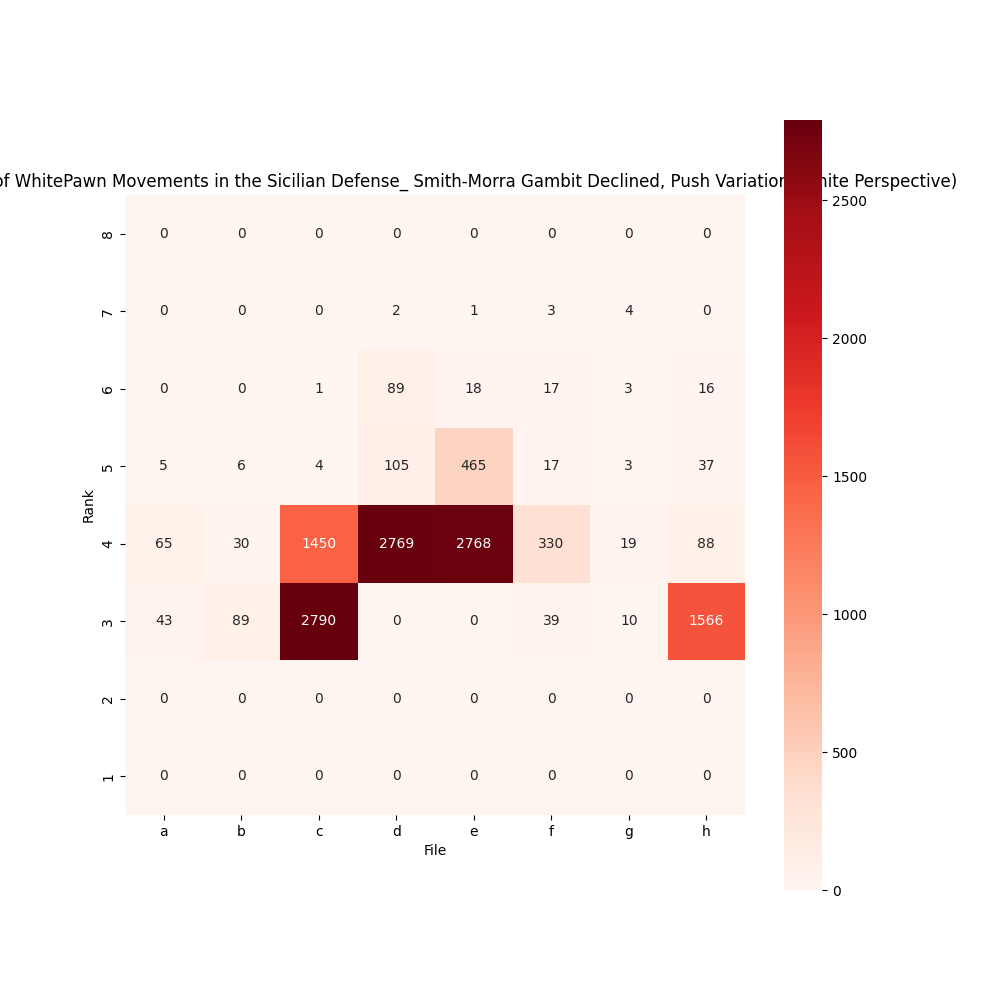 of WhitePawn Movements in the Sicilian Defense_ Smith-Morra Gambit Declined, Push Variation Perspective)
8 0 0 0 0 0 0 0 0
7 0 0 0 2 1 3 4 0
6 0 0 1 89 18 17 3 16
5 5 6 4 105 465 17 3 37
4 65 30 1450 2769 2768 330 19 88
3 43 89 2790 0 0 39 10 1566
2 0 0 0 0 0 0 0 0
1 0 0 0 0 0 0 0 0
a b c d e f g h
Rank
File
2500
2000
1500
1000
500
0